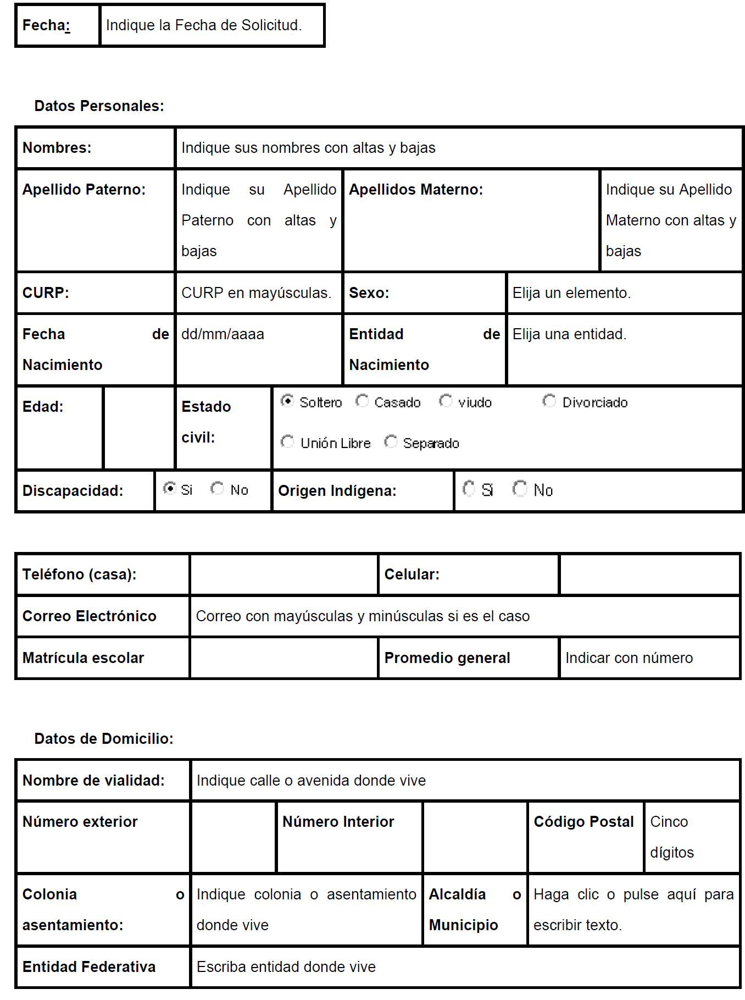 Fecha: Indique la Fecha de Solicitud.
Datos Personales:
Nombres: Indique sus nombres con altas y bajas
Apellido Paterno: Indique su Apellido Apellidos Materno: Indique su Apellido
Paterno con altas y Materno con altas y
bajas bajas
CURP: CURP en mayúsculas. Sexo: Elija un elemento.
Fecha de dd/mm/aaaa Entidad de Elija una entidad.
Nacimiento Nacimiento
Edad: Estado Soltero Casado viudo Divorciado
civil: Unión Libre Separado
Discapacidad: Si No Origen Indígena: Si No
Teléfono (casa): Celular:
Correo Electrónico Correo con mayúsculas y minúsculas si es el caso
Matrícula escolar Promedio general Indicar con número
Datos de Domicilio:
Nombre de vialidad: Indique calle o avenida donde vive
Número exterior Número Interior Código Postal Cinco
dígitos
Colonia o Indique colonia o asentamiento Alcaldía o Haga clic o pulse aquí para
asentamiento: donde vive Municipio escribir texto.
Entidad Federativa Escriba entidad donde vive